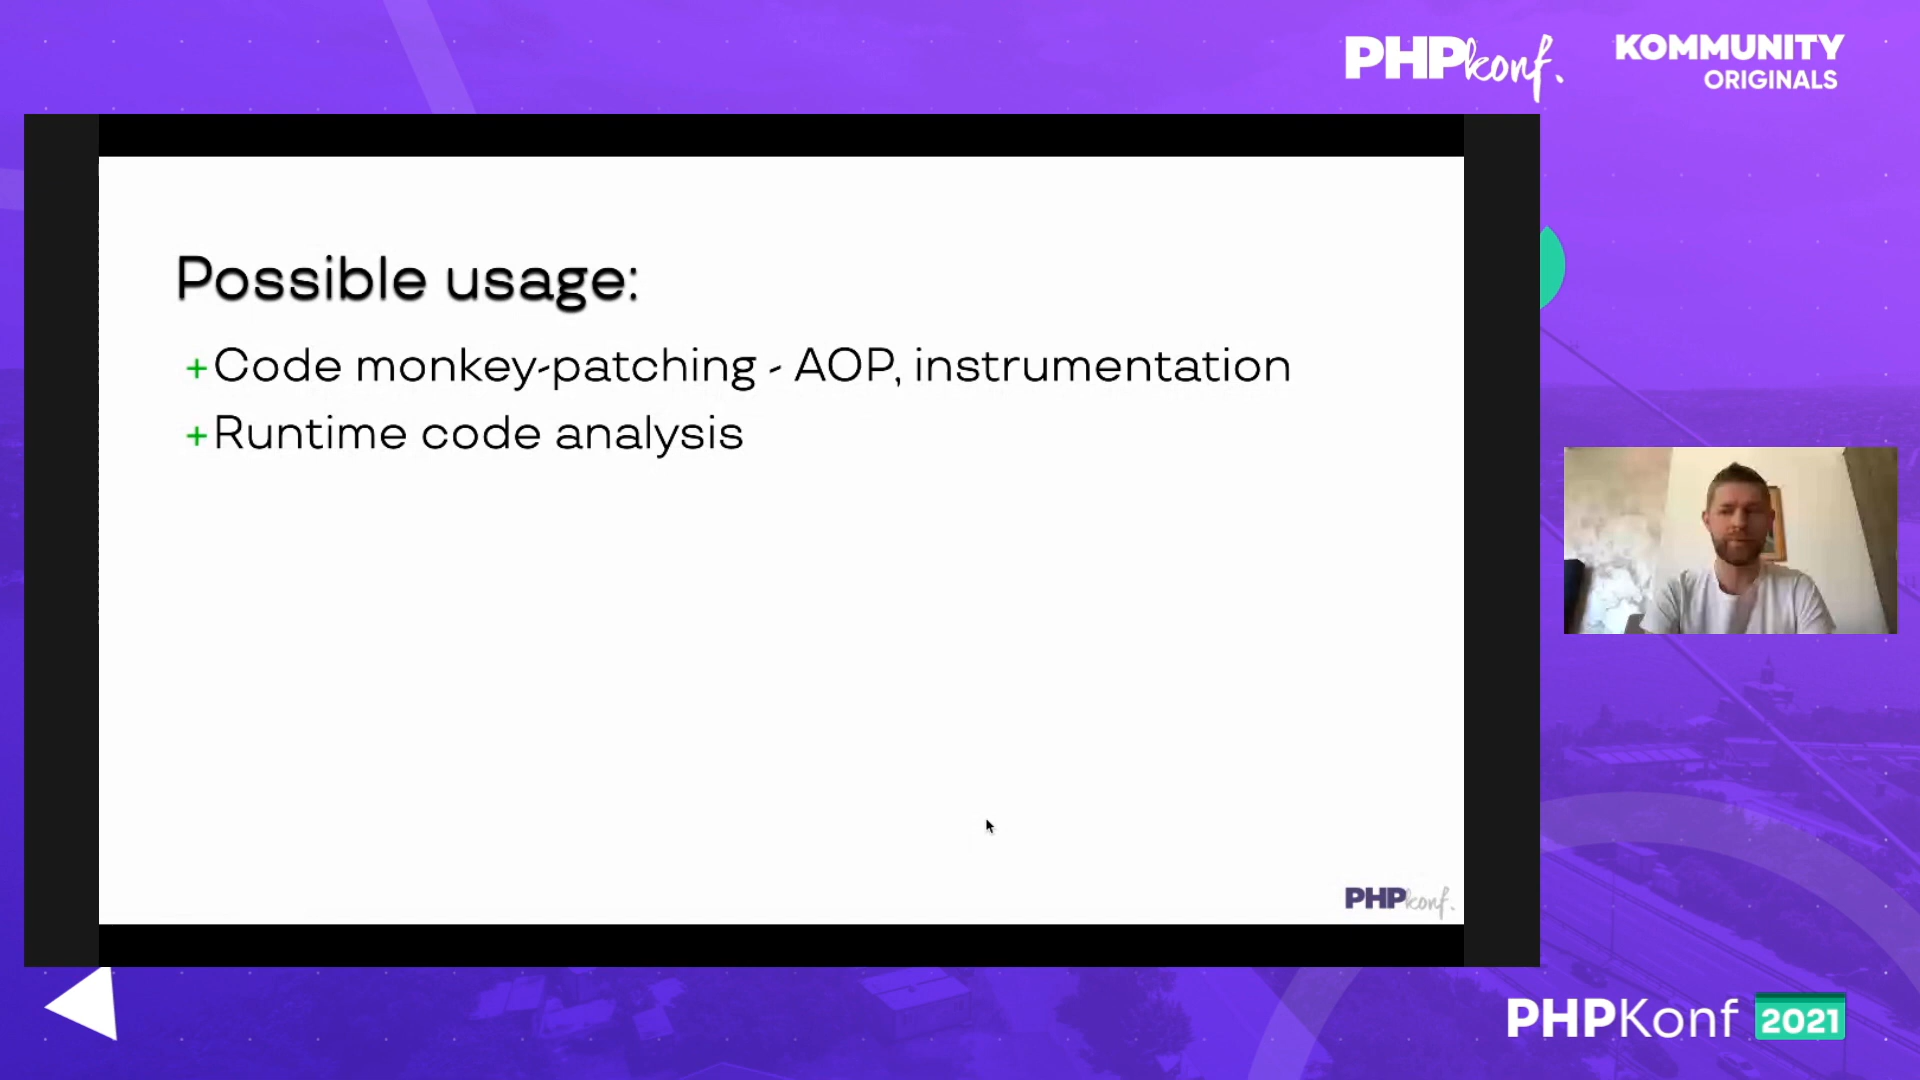 PHPkonf.
KOMMUNITY
ORIGINALS
Possible usage:
+Code monkey-patching - AOP, instrumentation
+Runtime code analysis
PHPkonf.
PHPKonf 2021